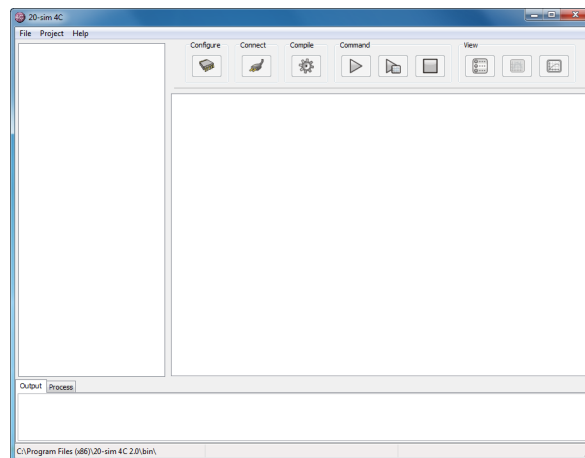 20-sim 4C
File Project Help
Configure Connect Compile Command View
Output Process
C:\Program Files (x86)\20-sim 4C 2.0\bin\